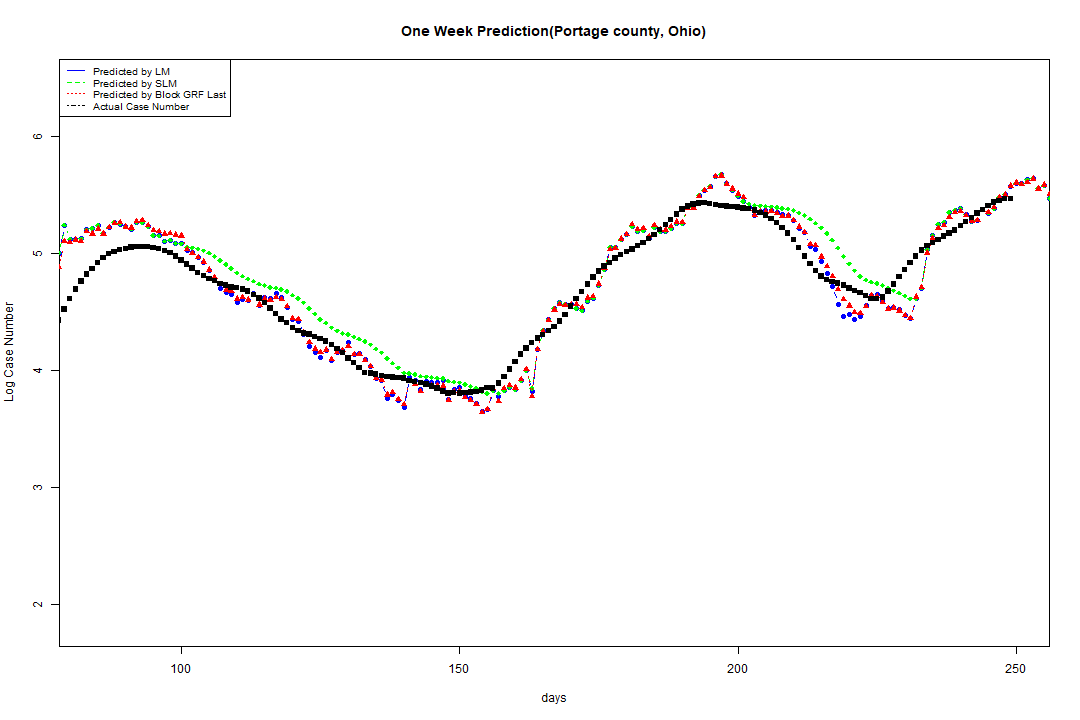 One Week Prediction(Portage county, Ohio)
Predicted by LM
Predicted by SLM
Predicted by Block GRF Last
Actual Case Number
Log Case Number
6
5
4
3
2
100
150
200
250
days